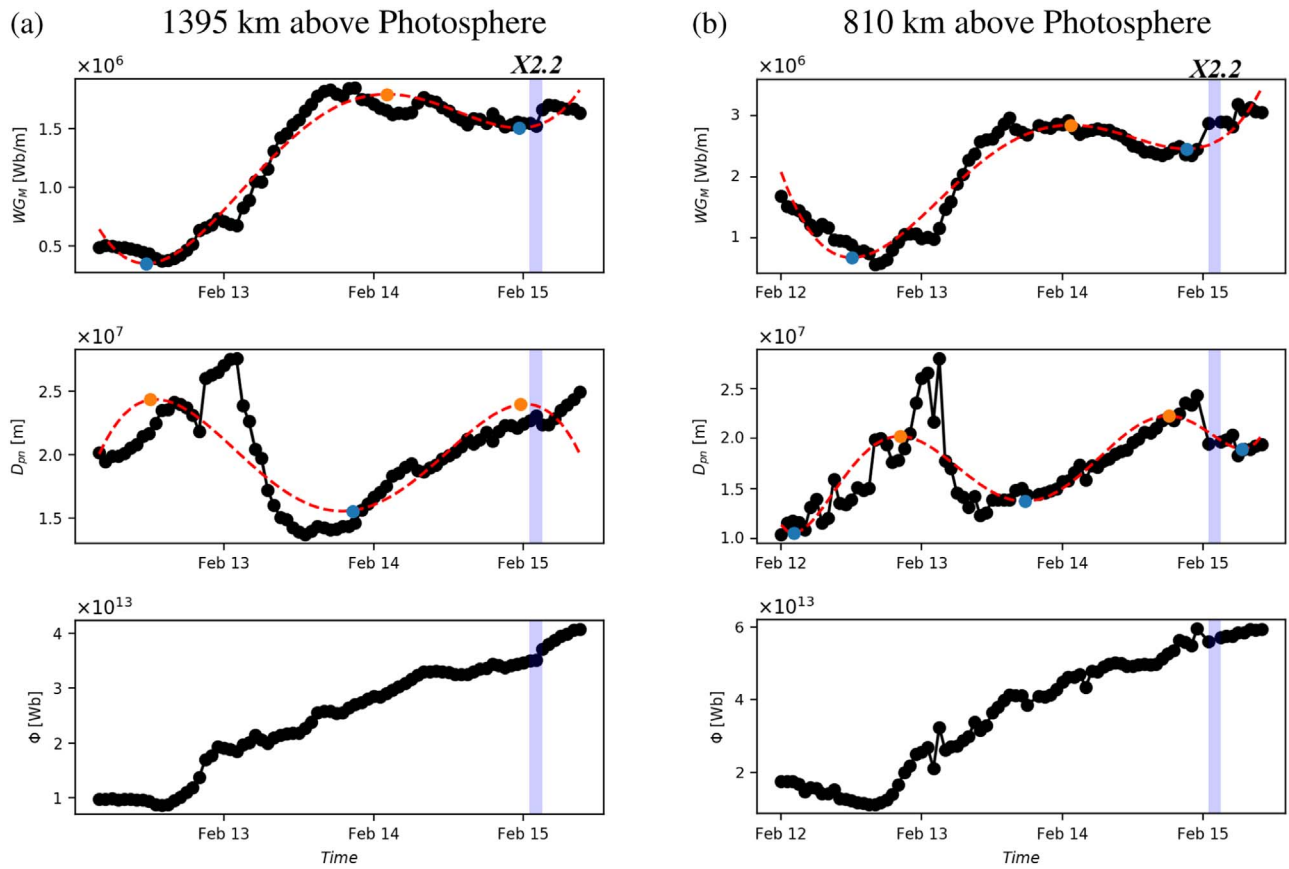 (a) 1395 km above Photosphere
×10⁶
X2.2
1.5
1.0
0.5
WG_M [Wb/m]
Feb 13 Feb 14 Feb 15
×10⁷
2.5
2.0
1.5
D_pn [m]
Feb 13 Feb 14 Feb 15
×10¹³
4
3
2
1
Φ [Wb]
Feb 13 Feb 14 Feb 15
Time
(b) 810 km above Photosphere
×10⁶
X2.2
3
2
1
WG_M [Wb/m]
Feb 12 Feb 13 Feb 14 Feb 15
×10⁷
2.5
2.0
1.5
1.0
D_pn [m]
Feb 12 Feb 13 Feb 14 Feb 15
×10¹³
6
4
2
Φ [Wb]
Feb 12 Feb 13 Feb 14 Feb 15
Time